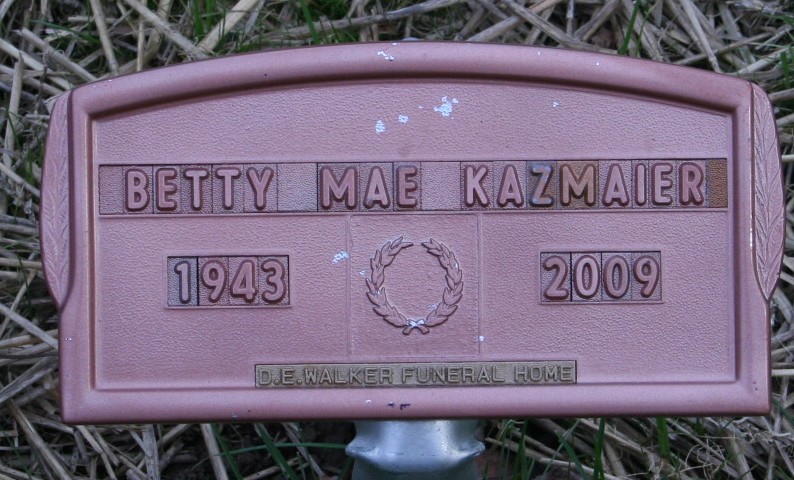 BETTY MAE KAZMAIER
1943 2009
D.E. WALKER FUNERAL HOME